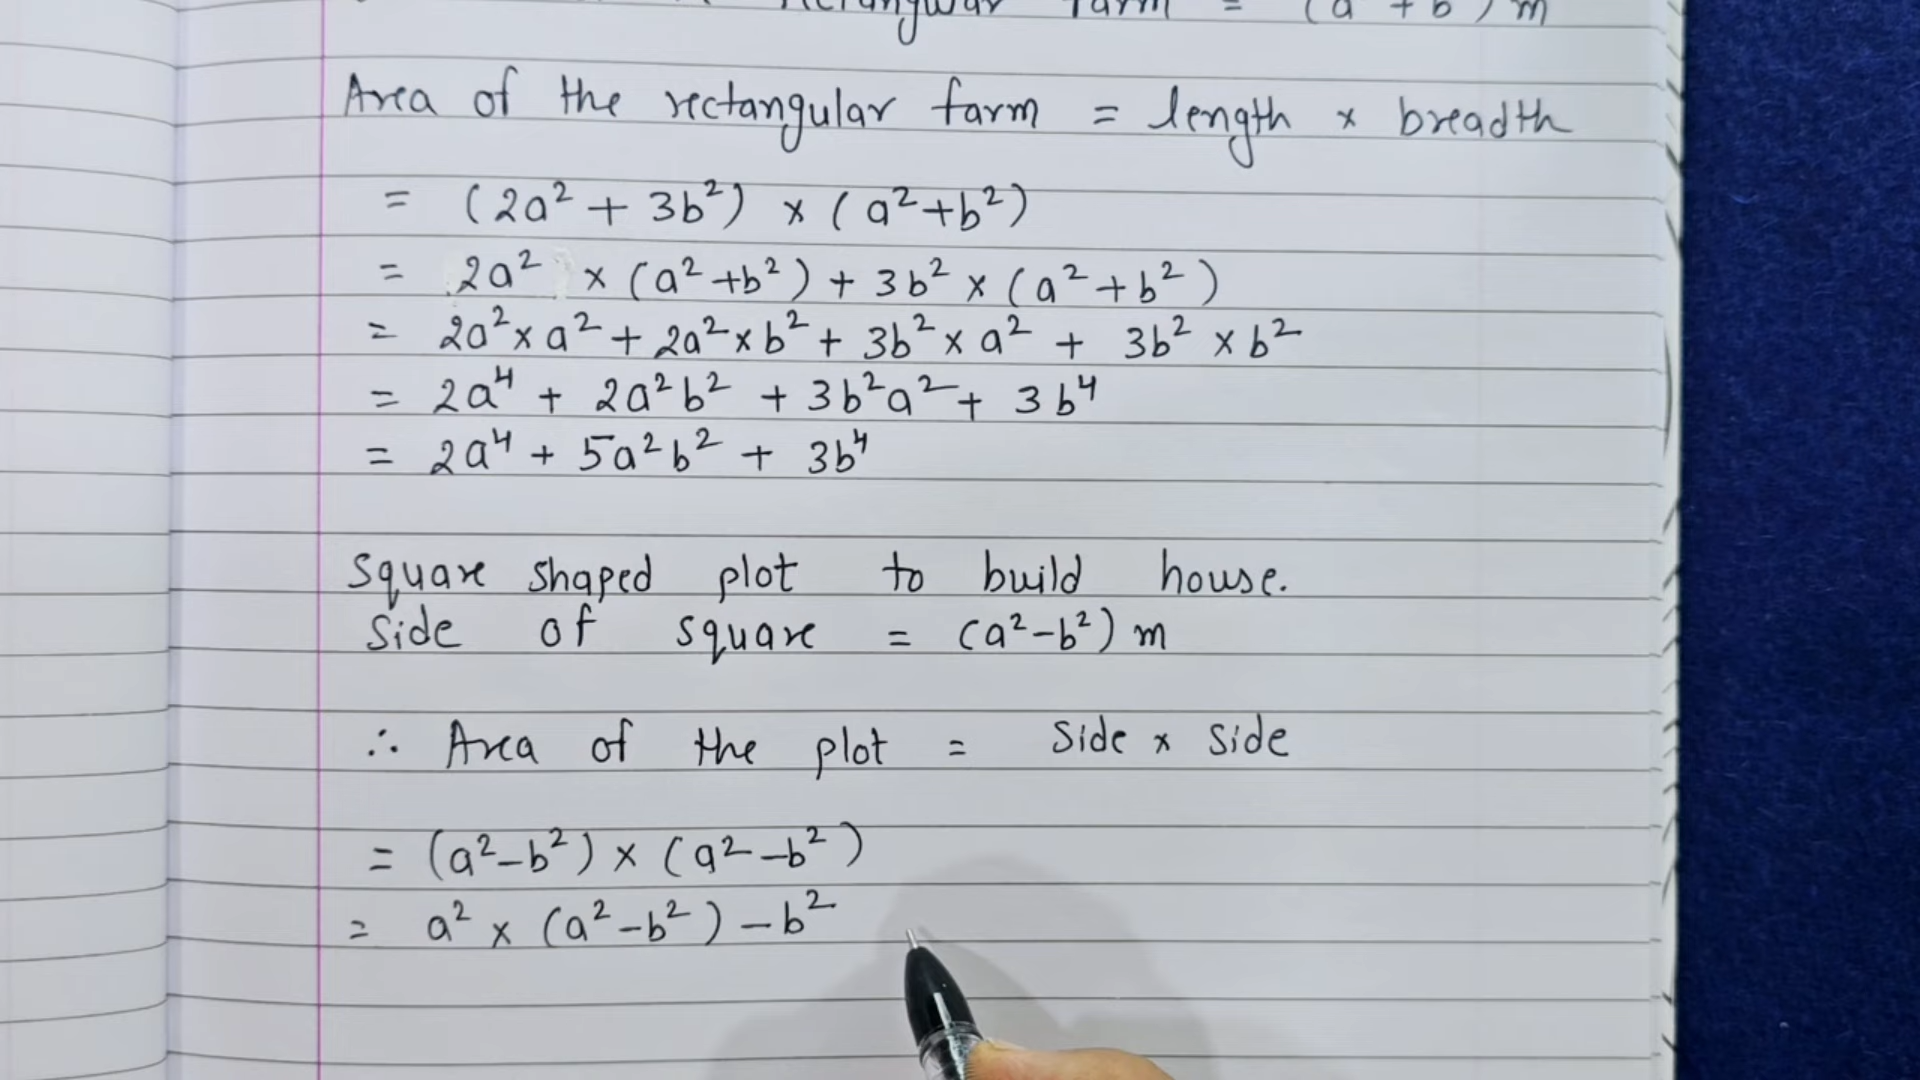 rectangular farm = (a + b ) m
Area of the rectangular farm = length × breadth
= (2a² + 3b²) × (a²+b²)
= 2a² × (a²+b²) + 3b² × (a²+b²)
= 2a²×a² + 2a²×b² + 3b²×a² + 3b²×b²
= 2a⁴ + 2a²b² + 3b²a² + 3b⁴
= 2a⁴ + 5a²b² + 3b⁴
Square shaped plot to build house.
Side of square = (a²-b²) m
∴ Area of the plot = Side × Side
= (a²-b²) × (a²-b²)
= a² × (a²-b²) - b²